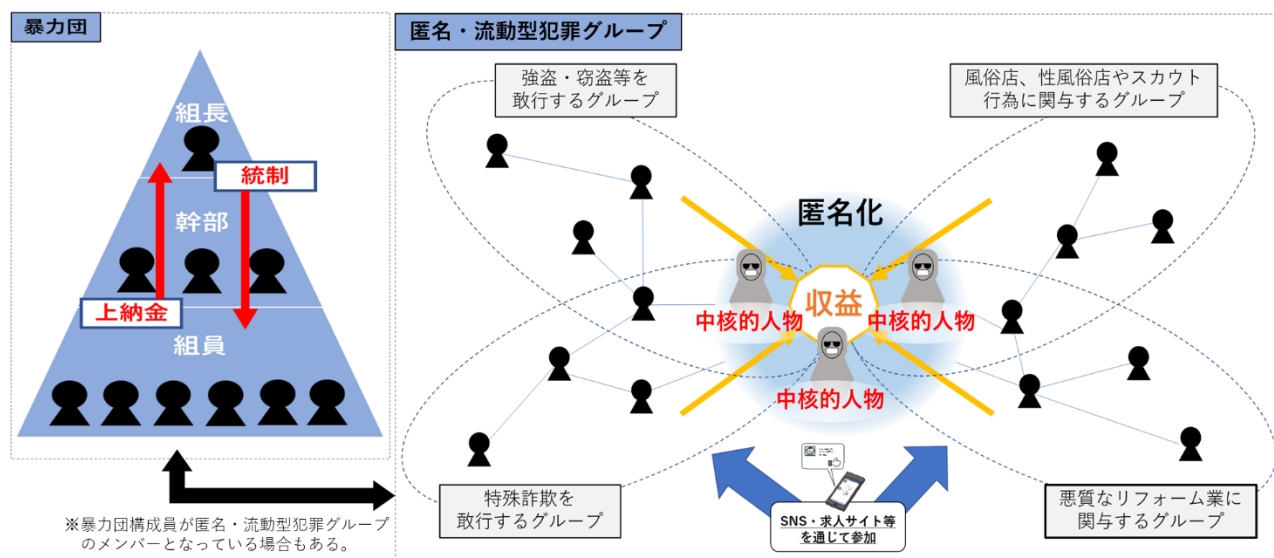 暴力団
組長
統制
幹部
上納金
組員
※暴力団構成員が匿名・流動型犯罪グループ
のメンバーとなっている場合もある。
匿名・流動型犯罪グループ
強盗・窃盗等を
敢行するグループ
風俗店、性風俗店やスカウト
行為に関与するグループ
匿名化
収益
中核的人物
中核的人物
中核的人物
特殊詐欺を
敢行するグループ
SNS・求人サイト等
を通じて参加
悪質なリフォーム業に
関与するグループ